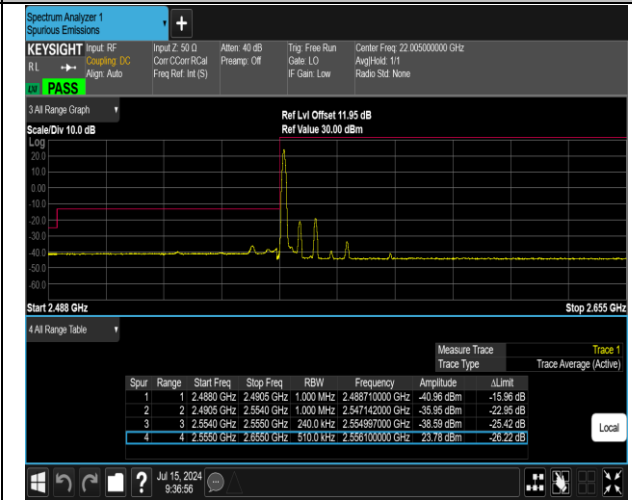 Spectrum Analyzer 1
Spurious Emissions
+
KEYSIGHT Input: RF Input Z: 50 Ω Atten: 40 dB Trig: Free Run Center Freq: 22.005000000 GHz
RL Coupling: DC Corr CCorr RCal Preamp: Off Gate: LO Avg|Hold: 1/1
Align: Auto Freq Ref: Int (S) IF Gain: Low Radio Std: None
LXI PASS
3 All Range Graph
Ref Lvl Offset 11.95 dB
Scale/Div 10.0 dB Ref Value 30.00 dBm
Log
20.0
10.0
0.00
-10.0
-20.0
-30.0
-40.0
-50.0
-60.0
Start 2.488 GHz Stop 2.655 GHz
4 All Range Table
Measure Trace Trace 1
Trace Type Trace Average (Active)
Spur Range Start Freq Stop Freq RBW Frequency Amplitude ΔLimit
1 1 2.4880 GHz 2.4905 GHz 1.000 MHz 2.488710000 GHz -40.96 dBm -15.96 dB
2 2 2.4905 GHz 2.5540 GHz 1.000 MHz 2.547142000 GHz -35.95 dBm -22.95 dB
3 3 2.5540 GHz 2.5550 GHz 240.0 kHz 2.554997000 GHz -38.59 dBm -25.42 dB
4 4 2.5550 GHz 2.6550 GHz 510.0 kHz 2.556100000 GHz 23.78 dBm -26.22 dB
Local
? Jul 15, 2024
9:36:56